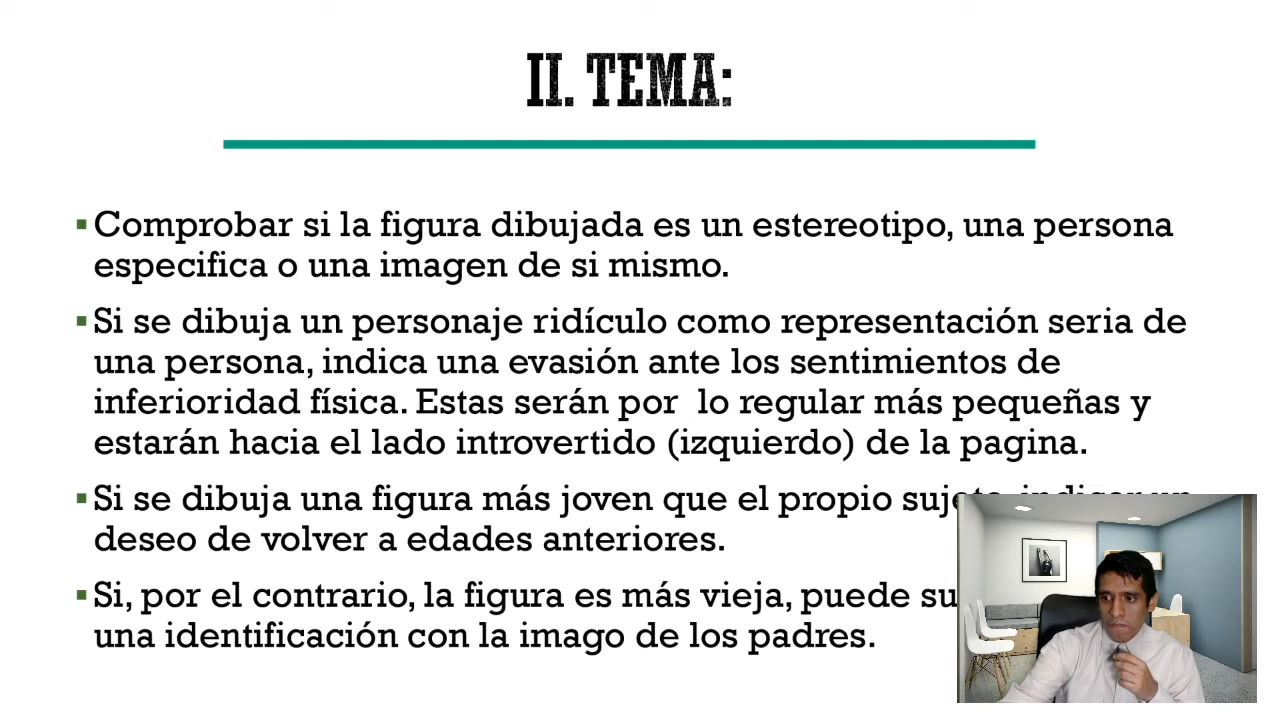 II. TEMA:
▪Comprobar si la figura dibujada es un estereotipo, una persona
especifica o una imagen de si mismo.
▪Si se dibuja un personaje ridículo como representación seria de
una persona, indica una evasión ante los sentimientos de
inferioridad física. Estas serán por lo regular más pequeñas y
estarán hacia el lado introvertido (izquierdo) de la pagina.
▪Si se dibuja una figura más joven que el propio
deseo de volver a edades anteriores.
▪Si, por el contrario, la figura es más vieja, puede
una identificación con la imago de los padres.